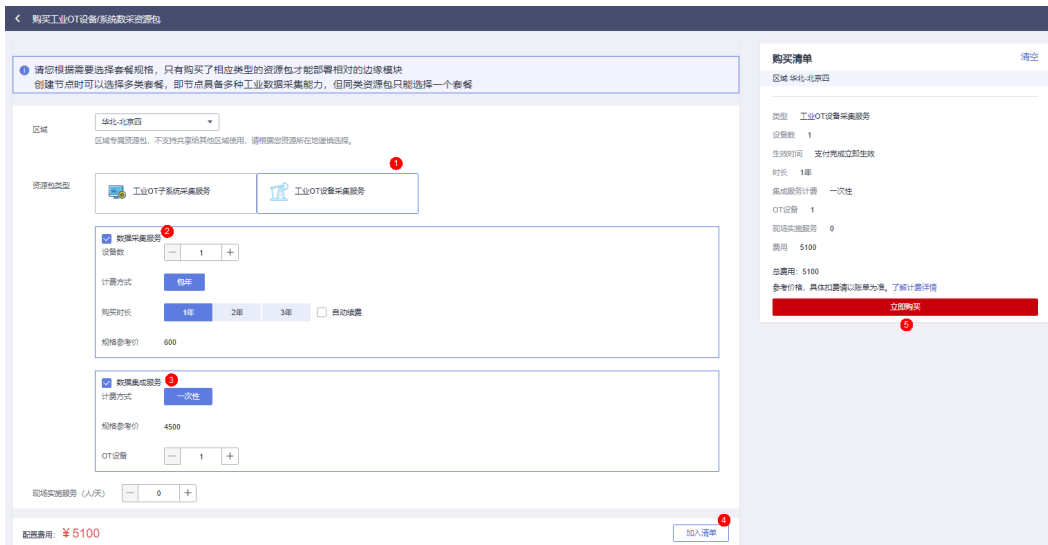 购买工业OT设备/系统数采资源包
请您根据需要选择套餐规格，只有购买了相应类型的资源包才能部署相对的边缘模块
创建节点时可以选择多类套餐，即节点具备多种工业数据采集能力，但同类资源包只能选择一个套餐
区域
华北-北京四
区域专属资源包，不支持共享给其他区域使用，请根据您资源所在地谨慎选择。
1
资源包类型
工业OT子系统采集服务
工业OT设备采集服务
数据采集服务 2
设备数 － 1 ＋
计费方式 包年
购买时长 1年 2年 3年 自动续费
规格参考价 600
数据集成服务 3
计费方式 一次性
规格参考价 4500
OT设备 － 1 ＋
现场实施服务（人/天） － 0 ＋
配置费用: ¥5100
4
加入清单
购买清单 清空
区域 华北-北京四
类型 工业OT设备采集服务
设备数 1
生效时间 支付完成立即生效
时长 1年
集成服务计费 一次性
OT设备 1
现场实施服务 0
费用 5100
总费用: 5100
参考价格，具体扣费请以账单为准。了解计费详情
立即购买
5